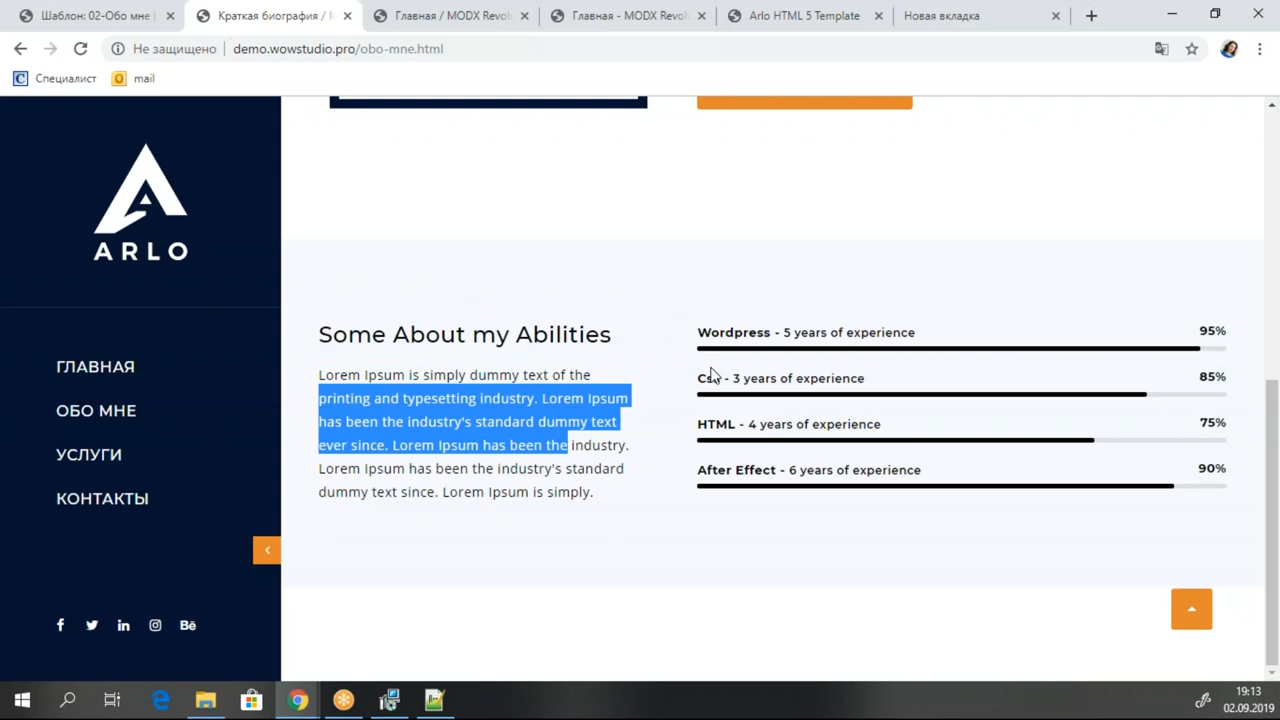 Шаблон: 02-Обо мне |
Краткая биография / M
Главная / MODX Revol
Главная - MODX Revol
Arlo HTML 5 Template
Новая вкладка
Не защищено
demo.wowstudio.pro/obo-mne.html
Специалист
mail
ARLO
ГЛАВНАЯ
ОБО МНЕ
УСЛУГИ
КОНТАКТЫ
Some About my Abilities
Lorem Ipsum is simply dummy text of the
printing and typesetting industry. Lorem Ipsum
has been the industry's standard dummy text
ever since. Lorem Ipsum has been the industry.
Lorem Ipsum has been the industry's standard
dummy text since. Lorem Ipsum is simply.
Wordpress - 5 years of experience 95%
Css - 3 years of experience 85%
HTML - 4 years of experience 75%
After Effect - 6 years of experience 90%
19:13
02.09.2019